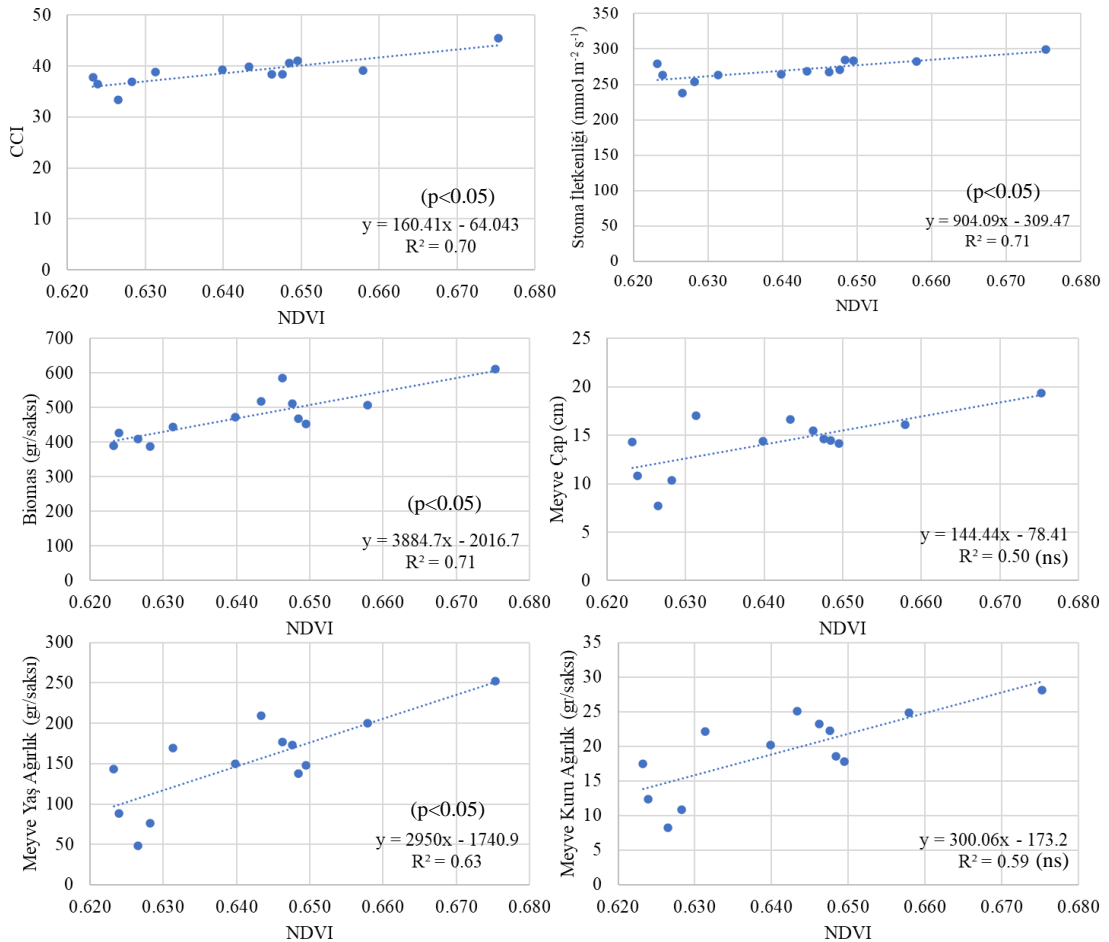 50
40
30
20
10
0
CCI
(p<0.05)
y = 160.41x - 64.043
R² = 0.70
0.620 0.630 0.640 0.650 0.660 0.670 0.680
NDVI
350
300
250
200
150
100
50
0
Stoma İletkenliği (mmol m⁻² s⁻¹)
(p<0.05)
y = 904.09x - 309.47
R² = 0.71
0.620 0.630 0.640 0.650 0.660 0.670 0.680
NDVI
700
600
500
400
300
200
100
0
Biomas (gr/saksı)
(p<0.05)
y = 3884.7x - 2016.7
R² = 0.71
0.620 0.630 0.640 0.650 0.660 0.670 0.680
NDVI
25
20
15
10
5
0
Meyve Çap (cm)
y = 144.44x - 78.41
R² = 0.50 (ns)
0.620 0.630 0.640 0.650 0.660 0.670 0.680
NDVI
300
250
200
150
100
50
0
Meyve Yaş Ağırlık (gr/saksı)
(p<0.05)
y = 2950x - 1740.9
R² = 0.63
0.620 0.630 0.640 0.650 0.660 0.670 0.680
NDVI
35
30
25
20
15
10
5
0
Meyve Kuru Ağırlık (gr/saksı)
y = 300.06x - 173.2
R² = 0.59 (ns)
0.620 0.630 0.640 0.650 0.660 0.670 0.680
NDVI